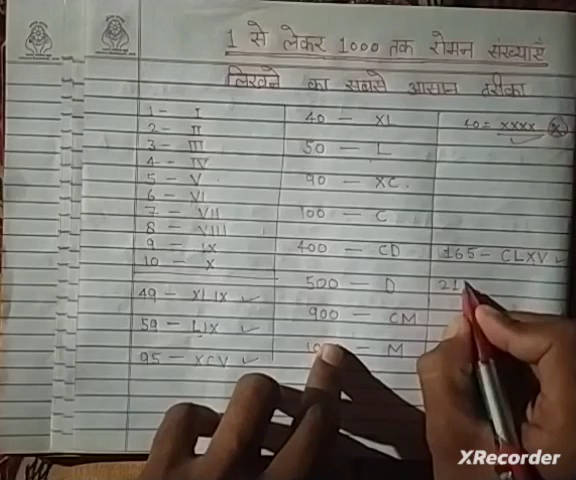 1 से लेकर 1000 तक रोमन संख्याएं
लिखने का सबसे आसान तरीका
1 - I
2 - II
3 - III
4 - IV
5 - V
6 - VI
7 - VII
8 - VIII
9 - IX
10 - X
49 - XLIX ✓
59 - LIX ✓
95 - XCV ✓
40 - XL
50 - L
90 - XC.
100 - C
400 - CD
500 - D
900 - CM
- M
40 = XXXX
165 - CLXV ✓
21
XRecorder